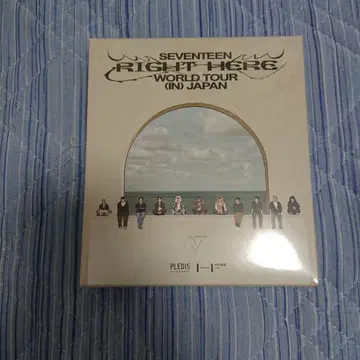 SEVENTEEN
RIGHT HERE
WORLD TOUR
(IN) JAPAN
PLEDIS